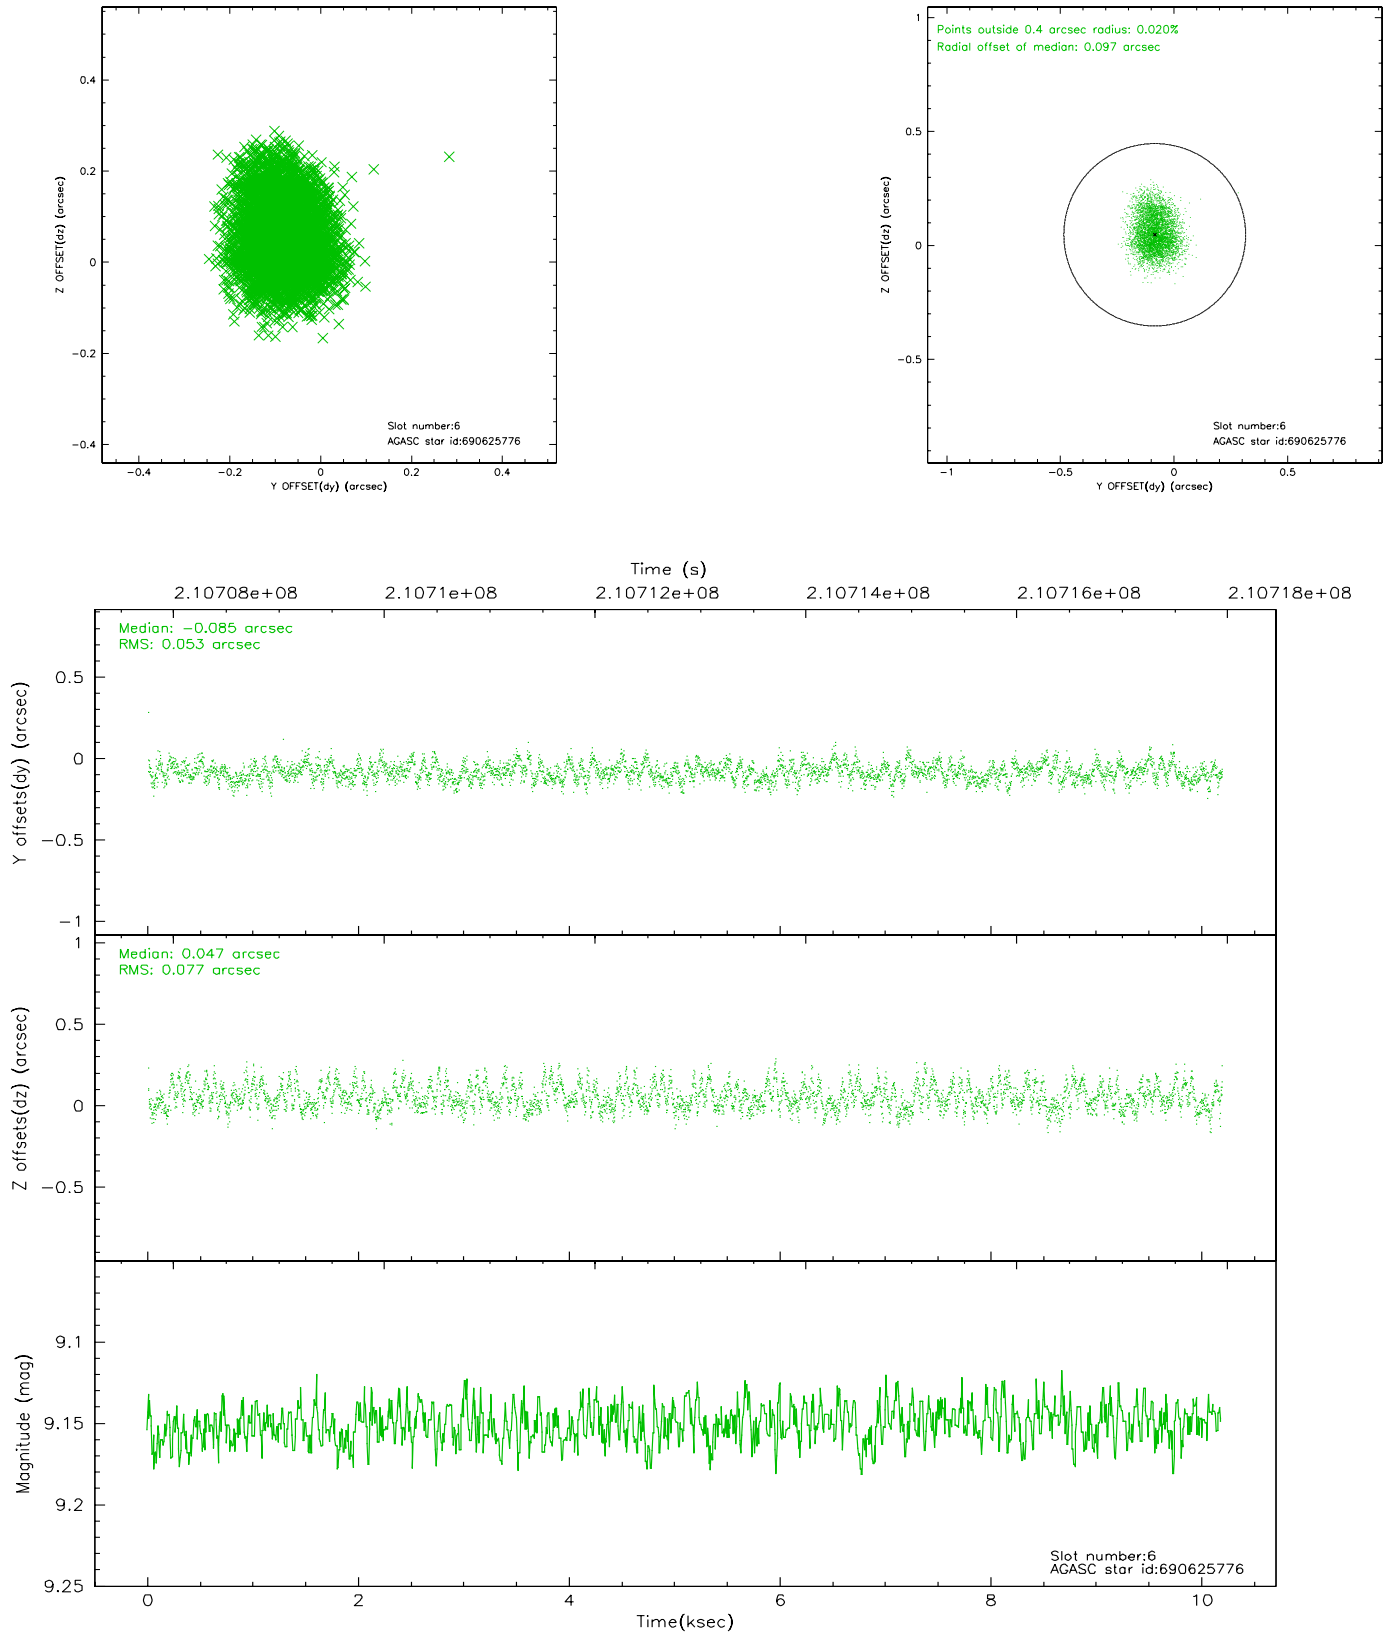 0.4
0.2
0
−0.2
−0.4
Z OFFSET(dz) (arcsec)
Slot number:6
AGASC star id:690625776
−0.4 −0.2 0 0.2 0.4
Y OFFSET(dy) (arcsec)
1
0.5
0
−0.5
Z OFFSET(dz) (arcsec)
Points outside 0.4 arcsec radius: 0.020%
Radial offset of median: 0.097 arcsec
Slot number:6
AGASC star id:690625776
−1 −0.5 0 0.5
Y OFFSET(dy) (arcsec)
Time (s)
2.10708e+08 2.1071e+08 2.10712e+08 2.10714e+08 2.10716e+08 2.10718e+08
Median: −0.085 arcsec
RMS: 0.053 arcsec
0.5
0
−0.5
−1
Y offsets(dy) (arcsec)
Median: 0.047 arcsec
RMS: 0.077 arcsec
1
0.5
0
−0.5
Z offsets(dz) (arcsec)
9.1
9.15
9.2
9.25
Magnitude (mag)
Slot number:6
AGASC star id:690625776
0 2 4 6 8 10
Time(ksec)